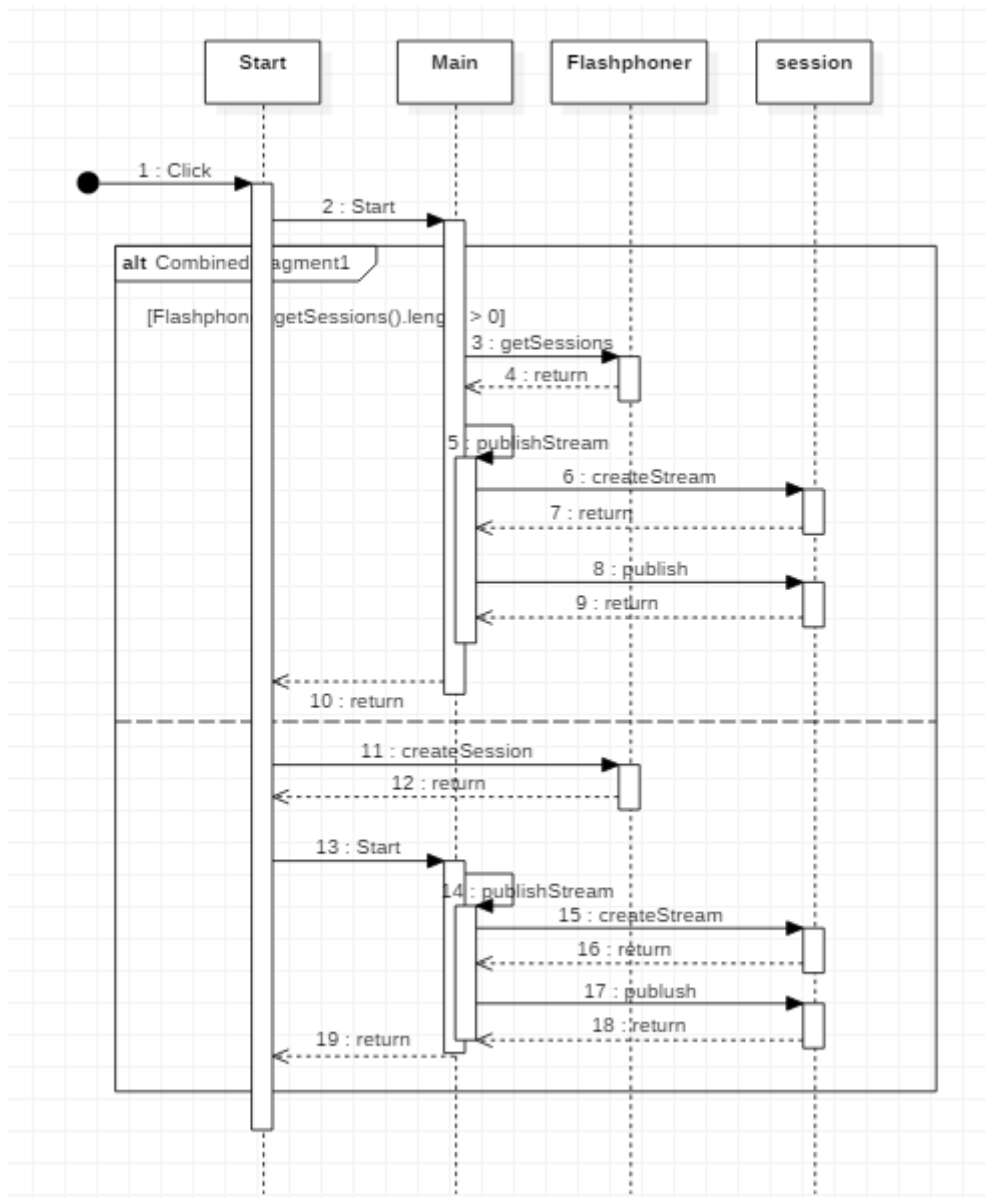 Start
Main
Flashphoner
session
1 : Click
2 : Start
alt Combined agment1
[Flashphon getSessions().leng > 0]
3 : getSessions
4 : return
5 : publishStream
6 : createStream
7 : return
8 : publish
9 : return
10 : return
11 : createSession
12 : return
13 : Start
14 : publishStream
15 : createStream
16 : return
17 : publush
18 : return
19 : return